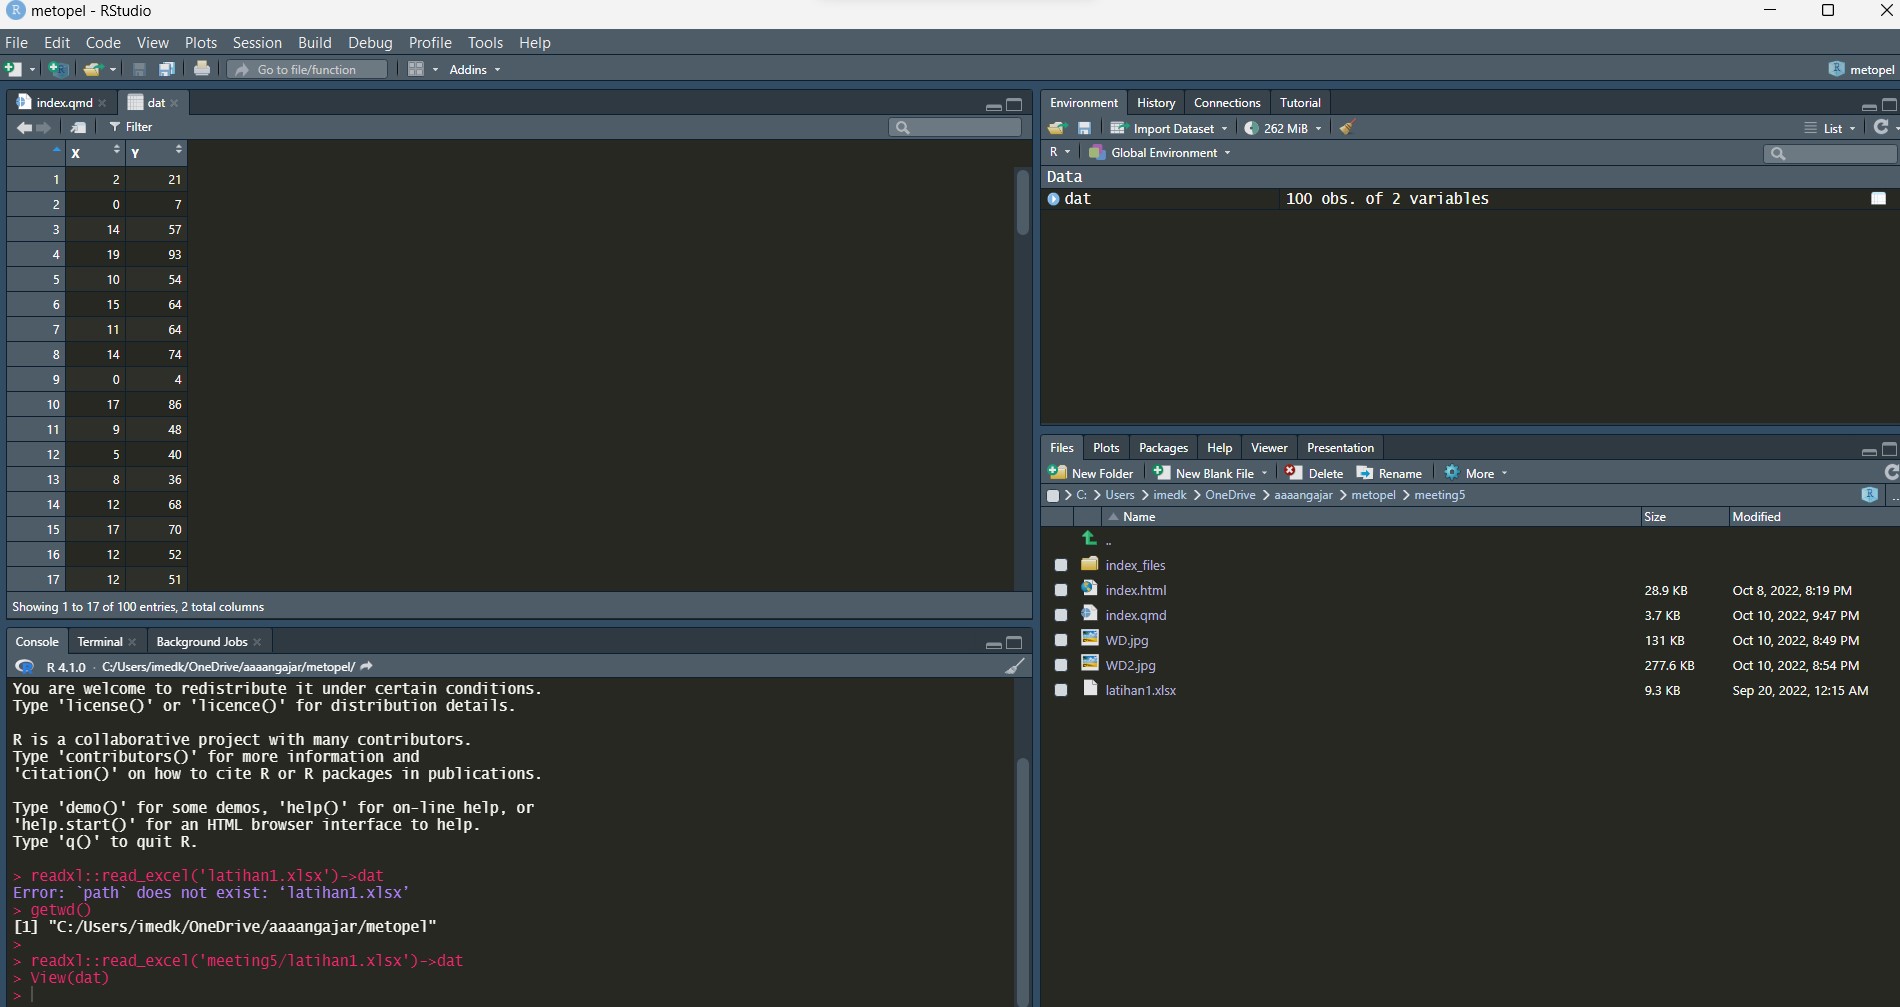 metopel - RStudio
File Edit Code View Plots Session Build Debug Profile Tools Help
Go to file/function Addins metopel
index.qmd dat
Filter
X Y
1 2 21
2 0 7
3 14 57
4 19 93
5 10 54
6 15 64
7 11 64
8 14 74
9 0 4
10 17 86
11 9 48
12 5 40
13 8 36
14 12 68
15 17 70
16 12 52
17 12 51
Showing 1 to 17 of 100 entries, 2 total columns
Console Terminal Background Jobs
R 4.1.0 · C:/Users/imedk/OneDrive/aaaangajar/metopel/
You are welcome to redistribute it under certain conditions.
Type 'license()' or 'licence()' for distribution details.
R is a collaborative project with many contributors.
Type 'contributors()' for more information and
'citation()' on how to cite R or R packages in publications.
Type 'demo()' for some demos, 'help()' for on-line help, or
'help.start()' for an HTML browser interface to help.
Type 'q()' to quit R.
> readxl::read_excel('latihan1.xlsx')->dat
Error: `path` does not exist: ‘latihan1.xlsx’
> getwd()
[1] "C:/Users/imedk/OneDrive/aaaangajar/metopel"
>
> readxl::read_excel('meeting5/latihan1.xlsx')->dat
> View(dat)
>
Environment History Connections Tutorial
Import Dataset 262 MiB List
R Global Environment
Data
dat 100 obs. of 2 variables
Files Plots Packages Help Viewer Presentation
New Folder New Blank File Delete Rename More
C: > Users > imedk > OneDrive > aaaangajar > metopel > meeting5
Name Size Modified
..
index_files
index.html 28.9 KB Oct 8, 2022, 8:19 PM
index.qmd 3.7 KB Oct 10, 2022, 9:47 PM
WD.jpg 131 KB Oct 10, 2022, 8:49 PM
WD2.jpg 277.6 KB Oct 10, 2022, 8:54 PM
latihan1.xlsx 9.3 KB Sep 20, 2022, 12:15 AM